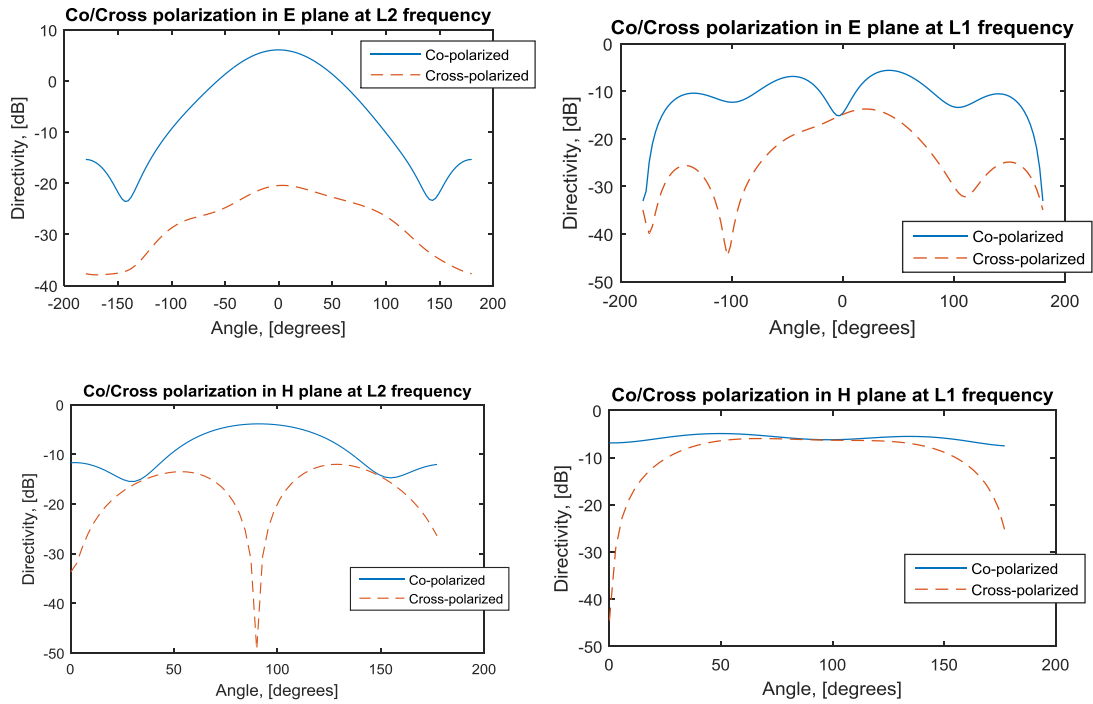 Co/Cross polarization in E plane at L2 frequency
10
0
-10
-20
-30
-40
Directivity, [dB]
-200 -150 -100 -50 0 50 100 150 200
Angle, [degrees]
Co-polarized
Cross-polarized
Co/Cross polarization in E plane at L1 frequency
0
-10
-20
-30
-40
-50
Directivity, [dB]
-200 -100 0 100 200
Angle, [degrees]
Co-polarized
Cross-polarized
Co/Cross polarization in H plane at L2 frequency
0
-10
-20
-30
-40
-50
Directivity, [dB]
0 50 100 150 200
Angle, [degrees]
Co-polarized
Cross-polarized
Co/Cross polarization in H plane at L1 frequency
0
-10
-20
-30
-40
-50
Directivity, [dB]
0 50 100 150 200
Angle, [degrees]
Co-polarized
Cross-polarized